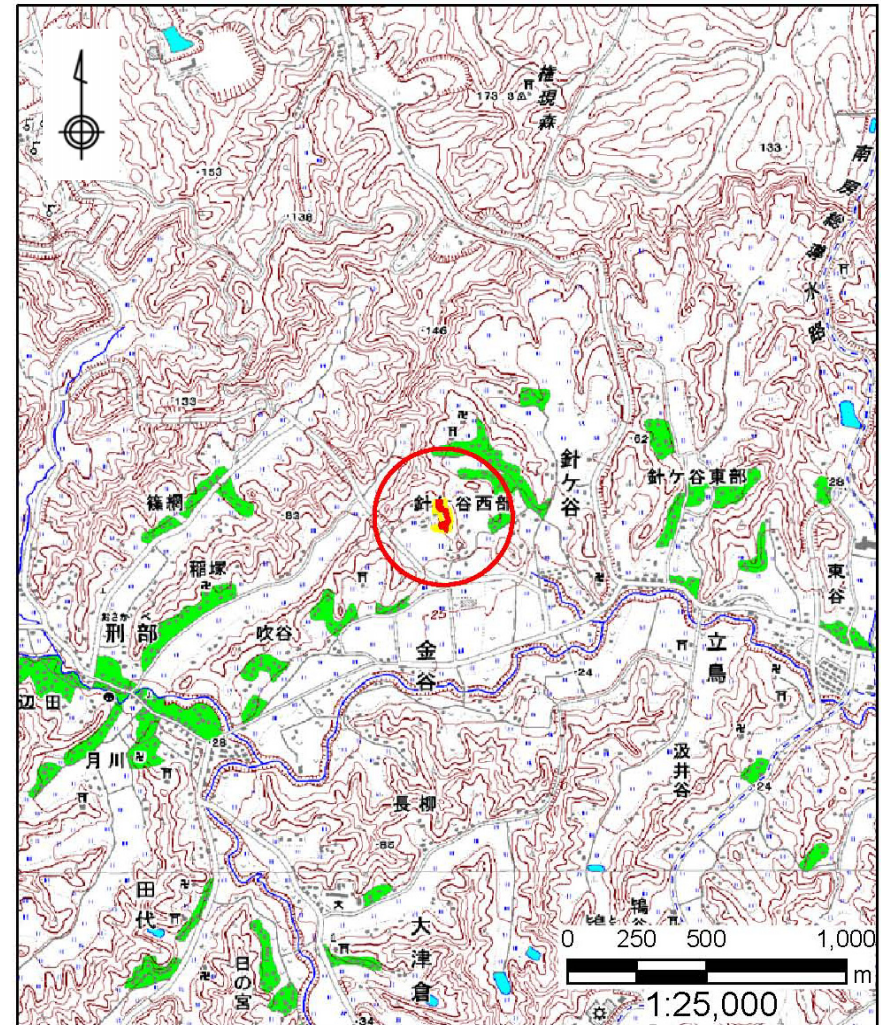 173.3
権現森
133
南房総導水路
153
138
146
133
62
針ケ谷
針ケ谷東部
針ケ谷西部
28
篠網
83
東谷
稲塚
おさかべ
刑部
吹谷
25
金谷
立鳥
24
辺田
28
月川
汲井谷
24
長柳
85
田代
大津倉
日の宮
34
0 250 500 1,000
m
1:25,000